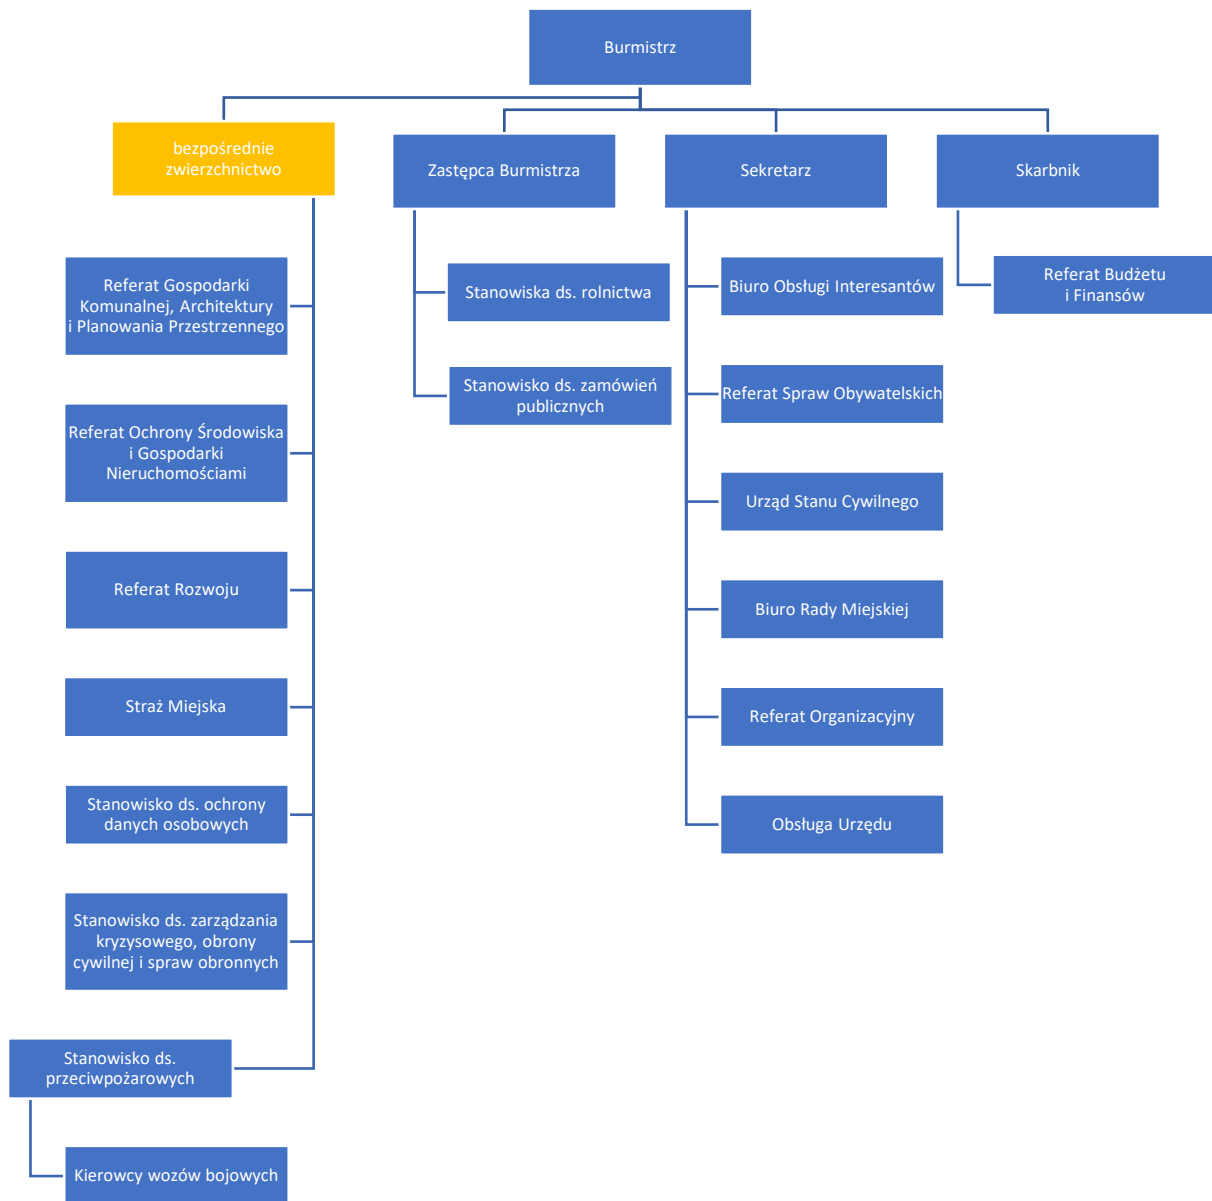 Burmistrz
bezpośrednie
zwierzchnictwo
Zastępca Burmistrza
Sekretarz
Skarbnik
Referat Gospodarki
Komunalnej, Architektury
i Planowania Przestrzennego
Referat Ochrony Środowiska
i Gospodarki
Nieruchomościami
Referat Rozwoju
Straż Miejska
Stanowisko ds. ochrony
danych osobowych
Stanowisko ds. zarządzania
kryzysowego, obrony
cywilnej i spraw obronnych
Stanowisko ds.
przeciwpożarowych
Kierowcy wozów bojowych
Stanowiska ds. rolnictwa
Stanowisko ds. zamówień
publicznych
Biuro Obsługi Interesantów
Referat Spraw Obywatelskich
Urząd Stanu Cywilnego
Biuro Rady Miejskiej
Referat Organizacyjny
Obsługa Urzędu
Referat Budżetu
i Finansów